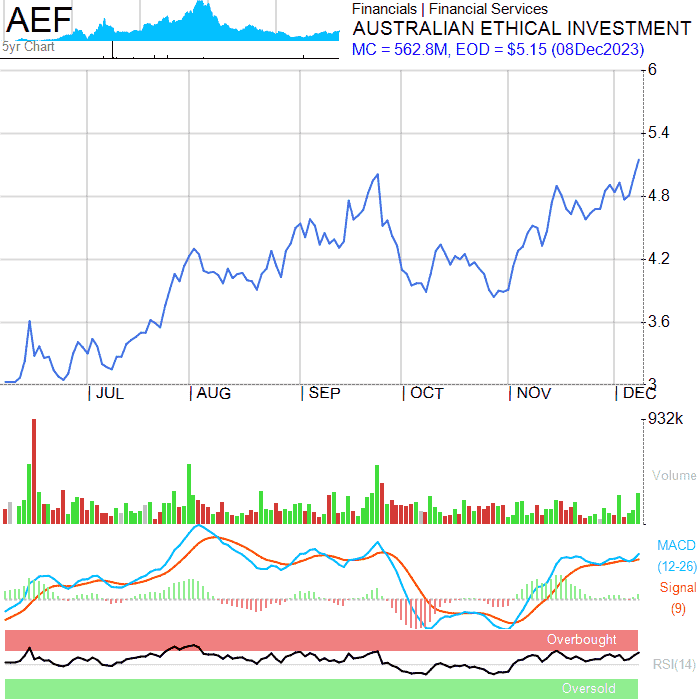 AEF
5yr Chart
Financials | Financial Services
AUSTRALIAN ETHICAL INVESTMENT
MC = 562.8M, EOD = $5.15 (08Dec2023)
6
5.4
4.8
4.2
3.6
3
JUL AUG SEP OCT NOV DEC
932k
Volume
MACD
(12-26)
Signal
(9)
Overbought
RSI(14)
Oversold